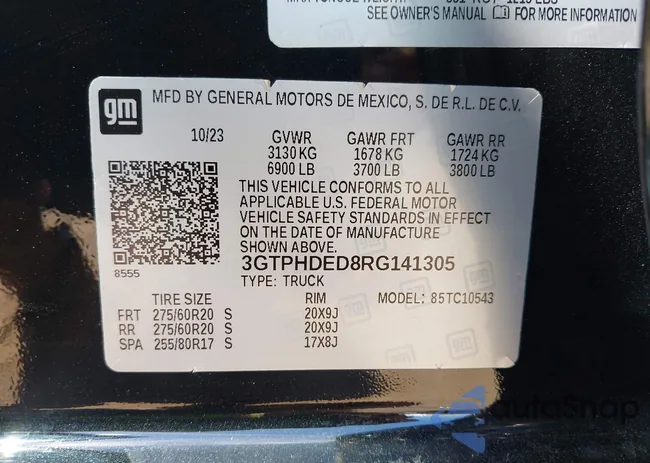 SEE OWNER'S MANUAL FOR MORE INFORMATION
gm
MFD BY GENERAL MOTORS DE MEXICO, S. DE R.L. DE C.V.
10/23 GVWR GAWR FRT GAWR RR
3130 KG 1678 KG 1724 KG
6900 LB 3700 LB 3800 LB
THIS VEHICLE CONFORMS TO ALL
APPLICABLE U.S. FEDERAL MOTOR
VEHICLE SAFETY STANDARDS IN EFFECT
ON THE DATE OF MANUFACTURE
SHOWN ABOVE.
8555
3GTPHDED8RG141305
TYPE: TRUCK MODEL: 85TC10543
TIRE SIZE RIM
FRT 275/60R20 S 20X9J
RR 275/60R20 S 20X9J
SPA 255/80R17 S 17X8J
autoSnap